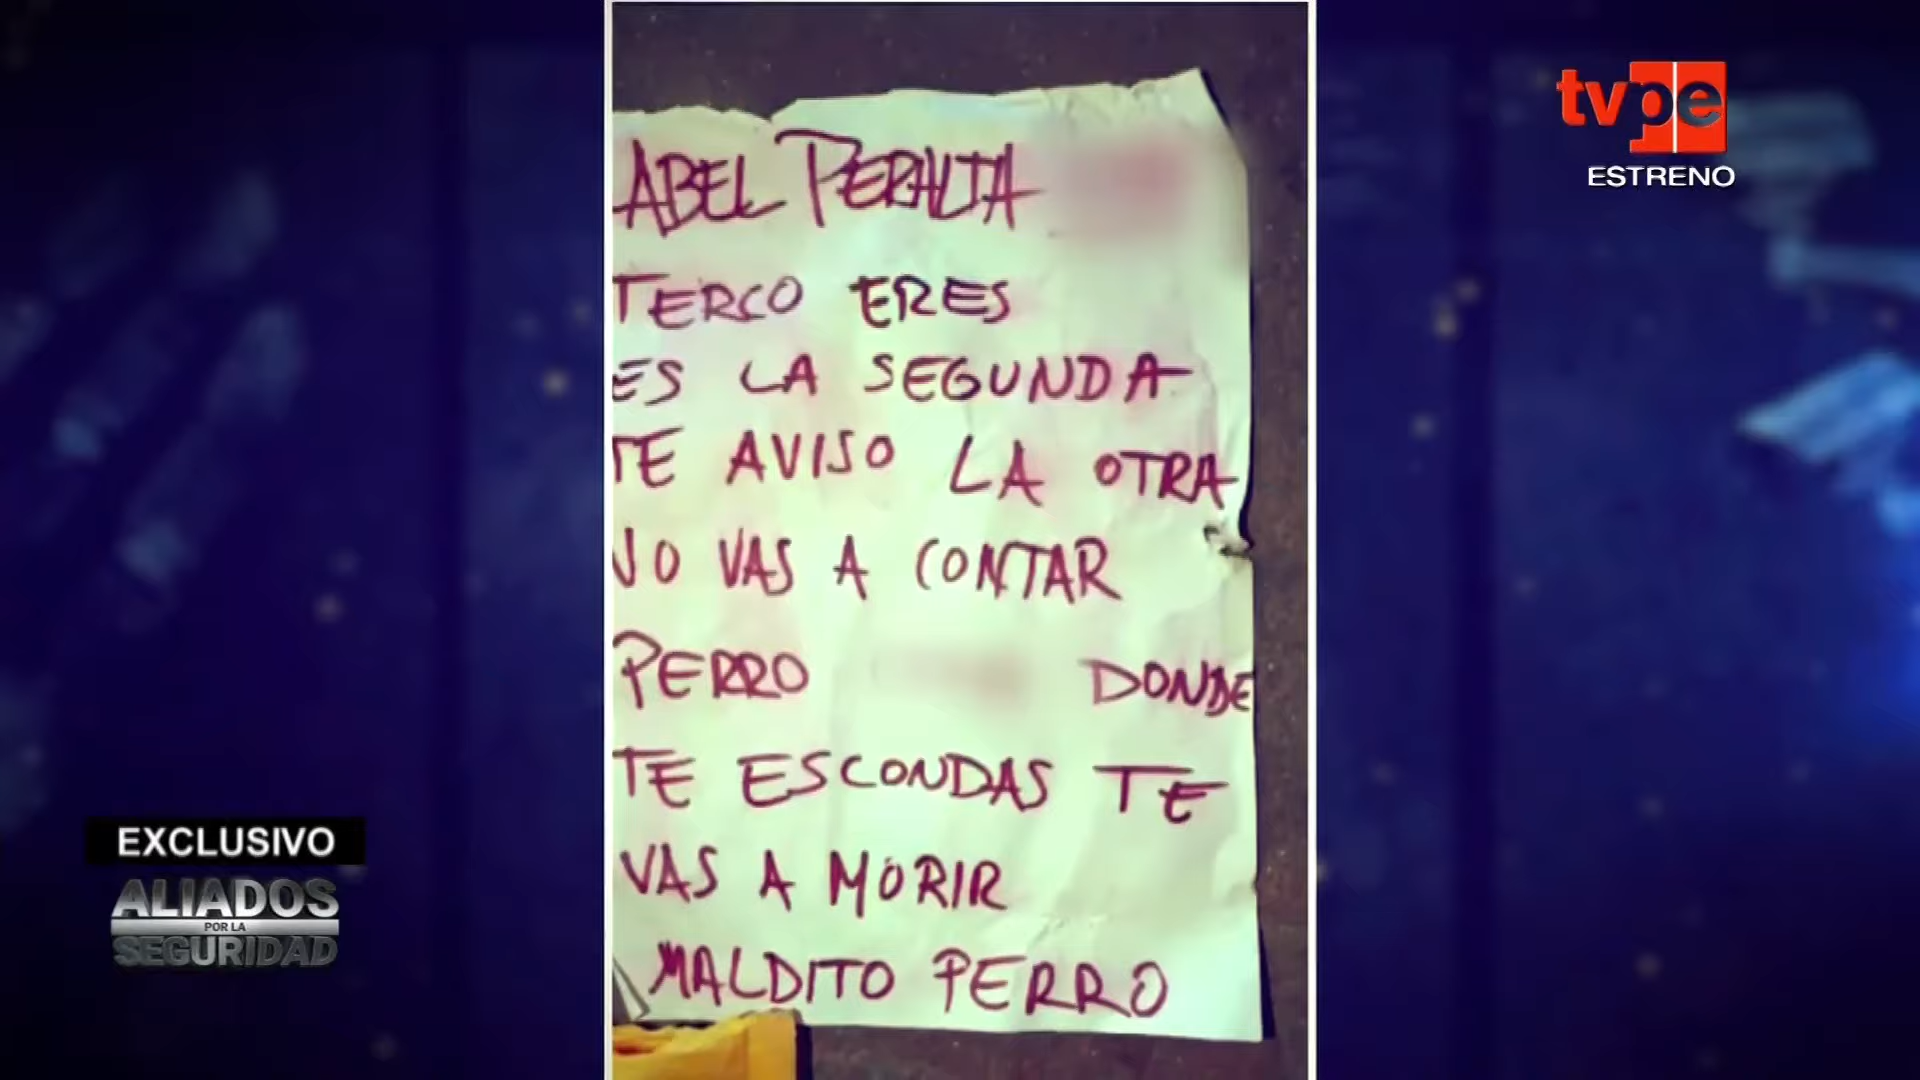 tvpe
ESTRENO
ABEL PERALTA
TERCO ERES
ES LA SEGUNDA
TE AVISO LA OTRA
NO VAS A CONTAR
PERRO DONDE
TE ESCONDAS TE
VAS A MORIR
MALDITO PERRO
EXCLUSIVO
ALIADOS
POR LA
SEGURIDAD